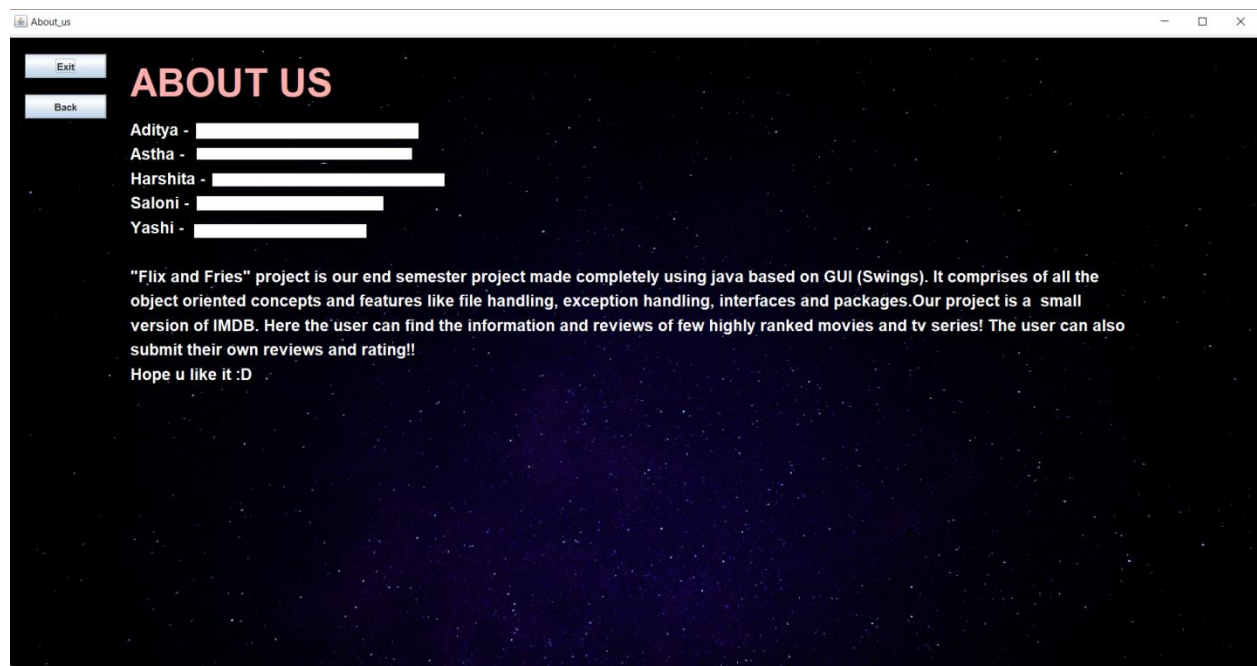 About_us
Exit
ABOUT US
Back
Aditya -
Astha -
Harshita -
Saloni -
Yashi -
"Flix and Fries" project is our end semester project made completely using java based on GUI (Swings). It comprises of all the
object oriented concepts and features like file handling, exception handling, interfaces and packages.Our project is a  small
version of IMDB. Here the user can find the information and reviews of few highly ranked movies and tv series! The user can also
submit their own reviews and rating!!
Hope u like it :D